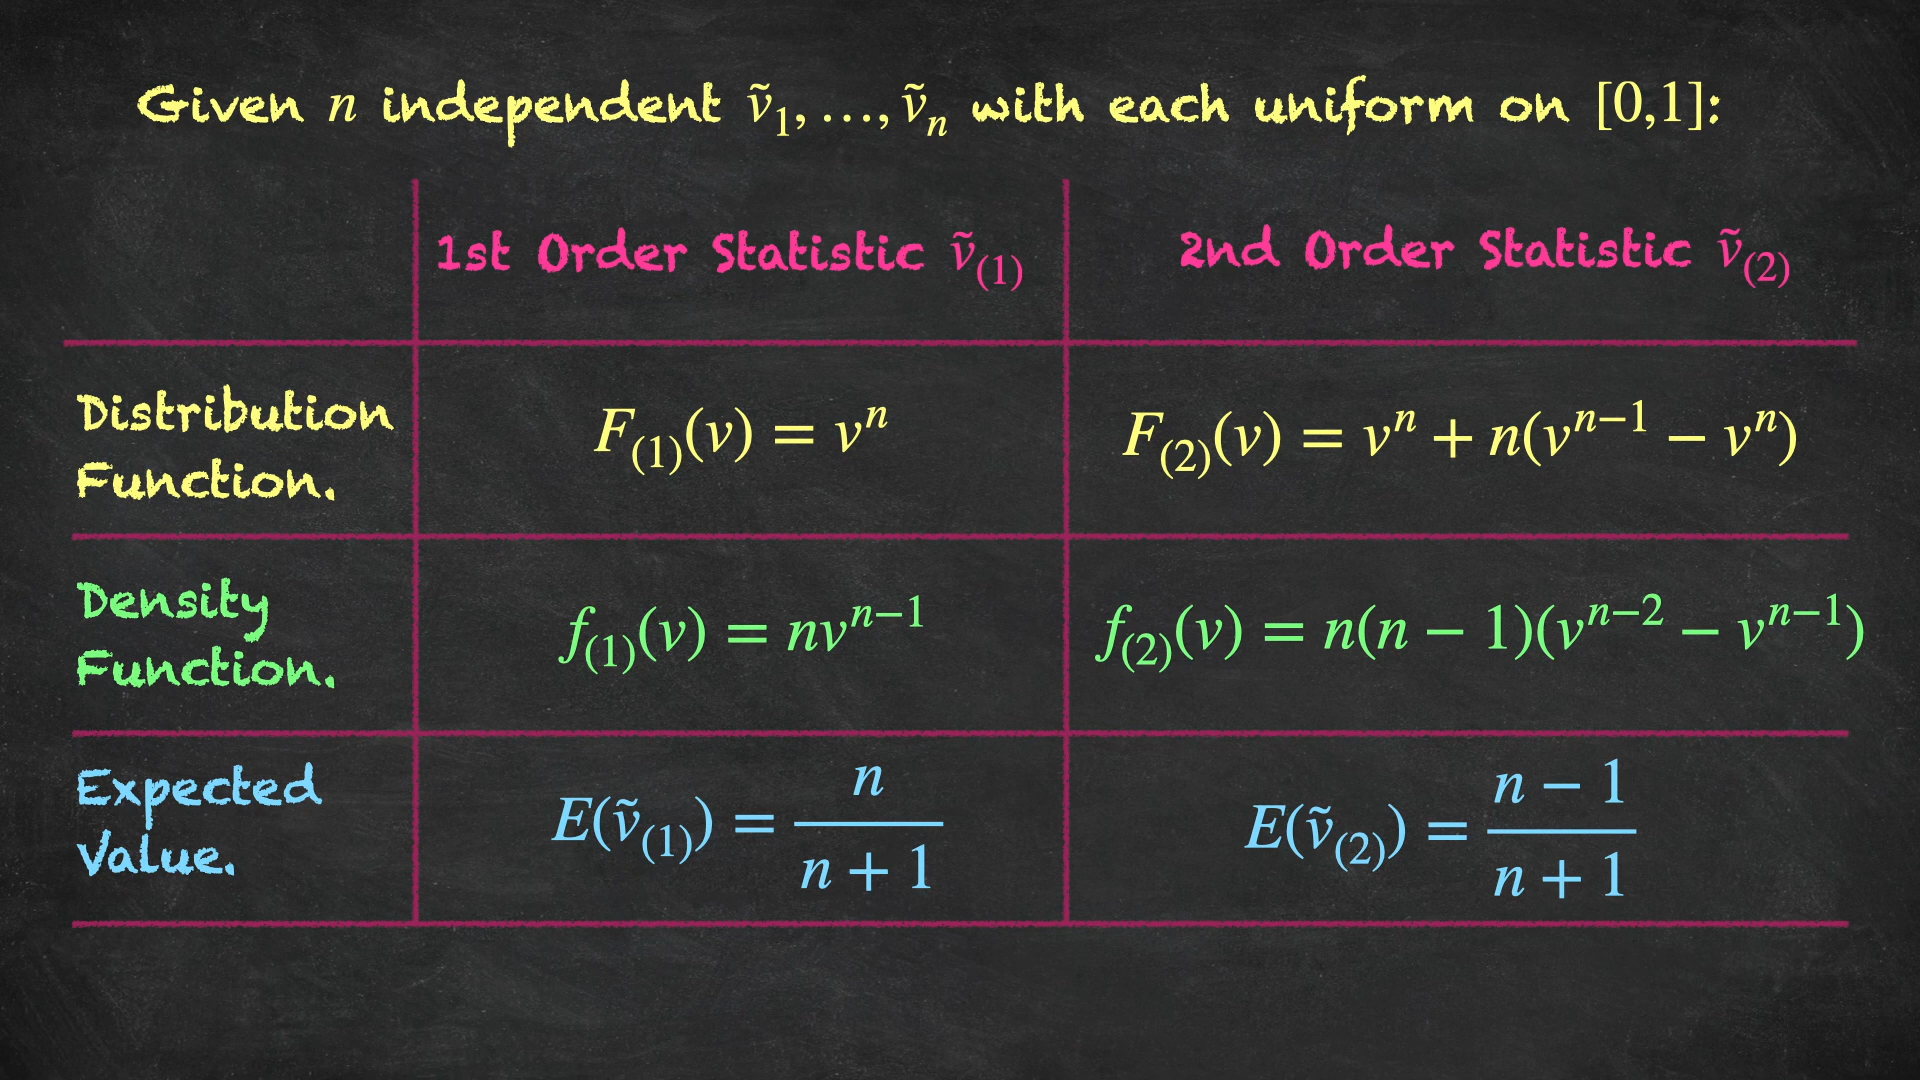 Given n independent ṽ₁, …, ṽₙ with each uniform on [0,1]:
1st Order Statistic ṽ₍₁₎
2nd Order Statistic ṽ₍₂₎
Distribution
Function.
F₍₁₎(v) = vⁿ
F₍₂₎(v) = vⁿ + n(vⁿ⁻¹ − vⁿ)
Density
Function.
f₍₁₎(v) = nvⁿ⁻¹
f₍₂₎(v) = n(n − 1)(vⁿ⁻² − vⁿ⁻¹)
Expected
Value.
E(ṽ₍₁₎) = n / (n + 1)
E(ṽ₍₂₎) = (n − 1) / (n + 1)